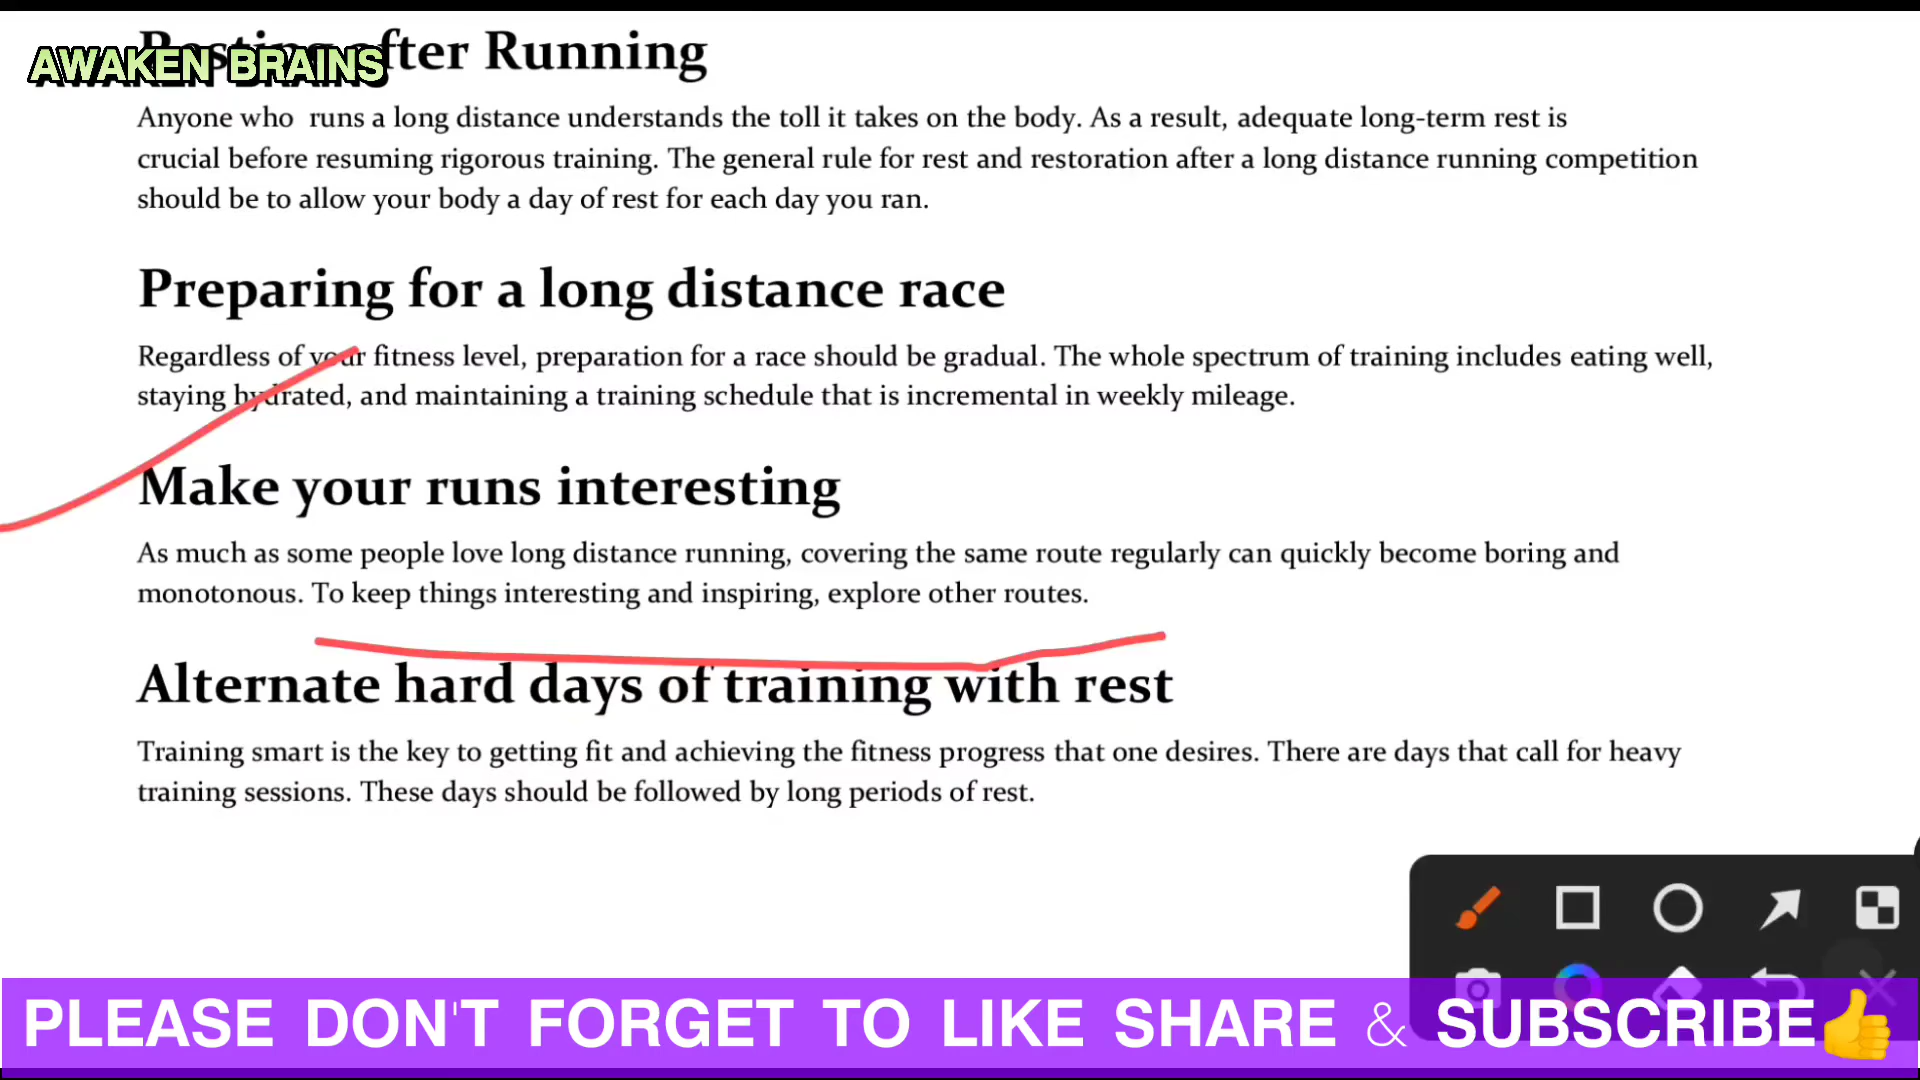 AWAKEN BRAINS
after Running
Anyone who runs a long distance understands the toll it takes on the body. As a result, adequate long-term rest is
crucial before resuming rigorous training. The general rule for rest and restoration after a long distance running competition
should be to allow your body a day of rest for each day you ran.
Preparing for a long distance race
Regardless of your fitness level, preparation for a race should be gradual. The whole spectrum of training includes eating well,
staying hydrated, and maintaining a training schedule that is incremental in weekly mileage.
Make your runs interesting
As much as some people love long distance running, covering the same route regularly can quickly become boring and
monotonous. To keep things interesting and inspiring, explore other routes.
Alternate hard days of training with rest
Training smart is the key to getting fit and achieving the fitness progress that one desires. There are days that call for heavy
training sessions. These days should be followed by long periods of rest.
PLEASE DON'T FORGET TO LIKE SHARE & SUBSCRIBE